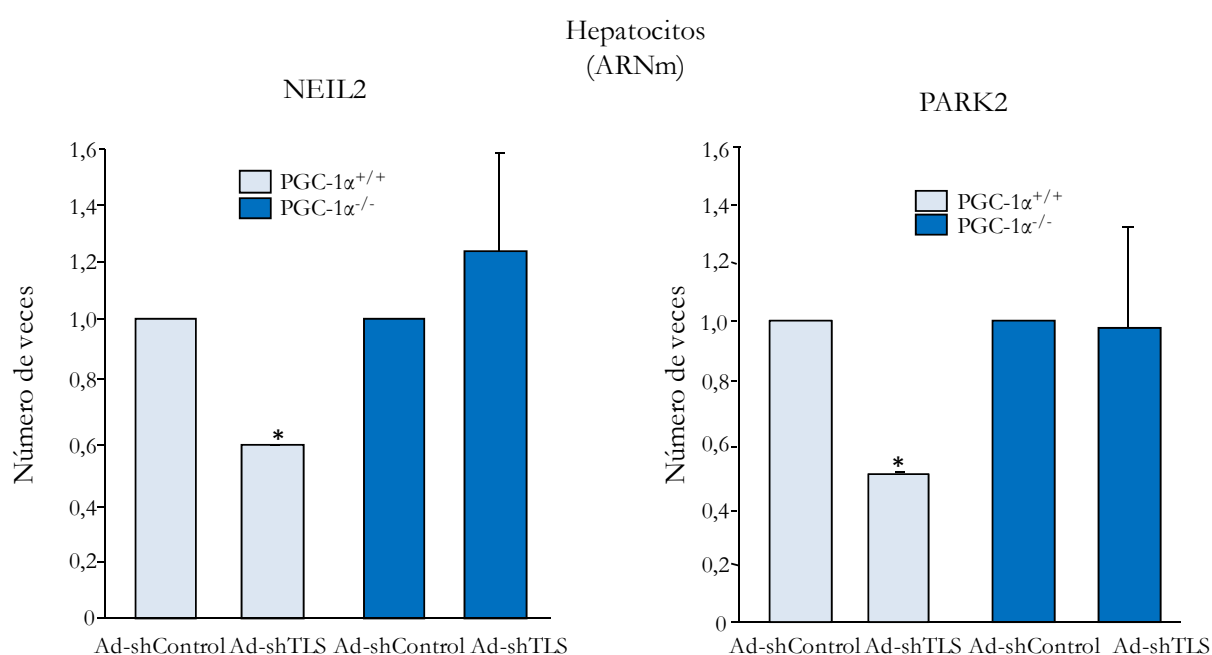 Hepatocitos
(ARNm)
NEIL2
1,6
1,4
1,2
1,0
0,8
0,6
0,4
0,2
0
Número de veces
PGC-1α+/+
PGC-1α-/-
*
Ad-shControl Ad-shTLS Ad-shControl Ad-shTLS
PARK2
1,6
1,4
1,2
1,0
0,8
0,6
0,4
0,2
0
Número de veces
PGC-1α+/+
PGC-1α-/-
*
Ad-shControl Ad-shTLS Ad-shControl Ad-shTLS